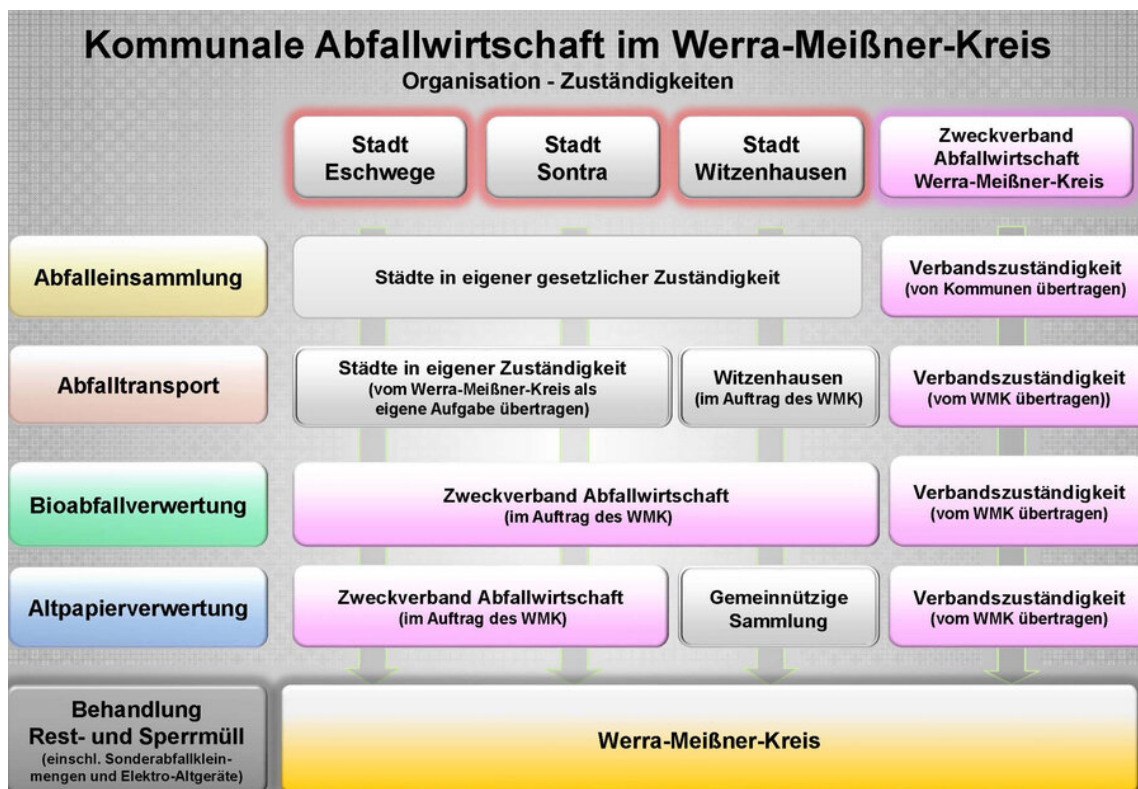 Kommunale Abfallwirtschaft im Werra-Meißner-Kreis
Organisation - Zuständigkeiten
Stadt
Eschwege
Stadt
Sontra
Stadt
Witzenhausen
Zweckverband
Abfallwirtschaft
Werra-Meißner-Kreis
Abfalleinsammlung
Städte in eigener gesetzlicher Zuständigkeit
Verbandszuständigkeit
(von Kommunen übertragen)
Abfalltransport
Städte in eigener Zuständigkeit
(vom Werra-Meißner-Kreis als
eigene Aufgabe übertragen)
Witzenhausen
(im Auftrag des WMK)
Verbandszuständigkeit
(vom WMK übertragen))
Bioabfallverwertung
Zweckverband Abfallwirtschaft
(im Auftrag des WMK)
Verbandszuständigkeit
(vom WMK übertragen)
Altpapierverwertung
Zweckverband Abfallwirtschaft
(im Auftrag des WMK)
Gemeinnützige
Sammlung
Verbandszuständigkeit
(vom WMK übertragen)
Behandlung
Rest- und Sperrmüll
(einschl. Sonderabfallklein-
mengen und Elektro-Altgeräte)
Werra-Meißner-Kreis